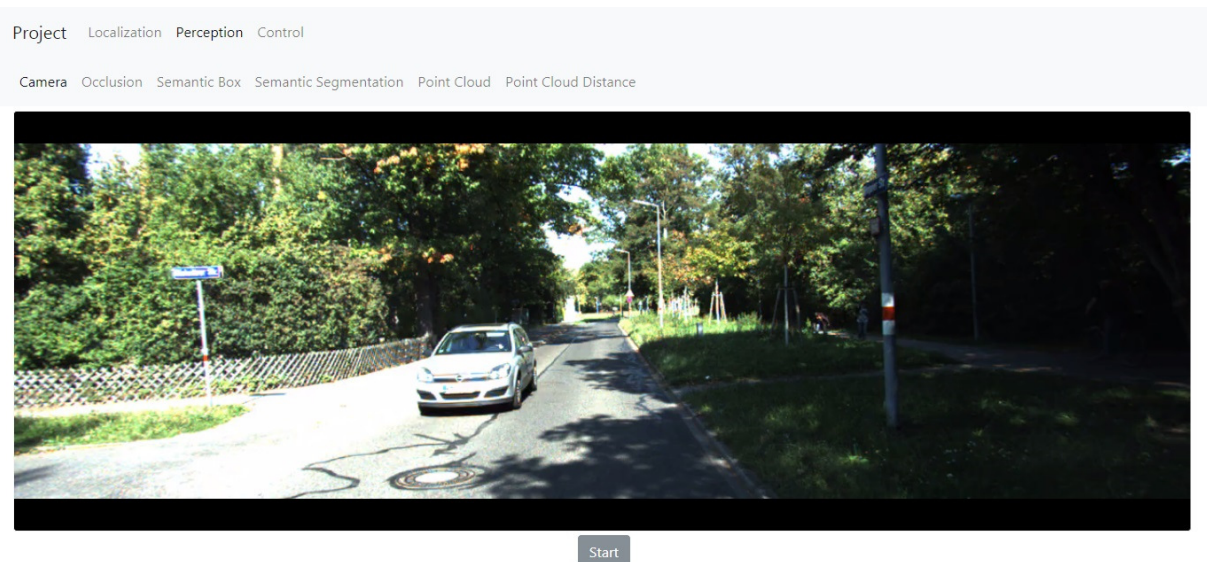 Project Localization Perception Control
Camera Occlusion Semantic Box Semantic Segmentation Point Cloud Point Cloud Distance
Start